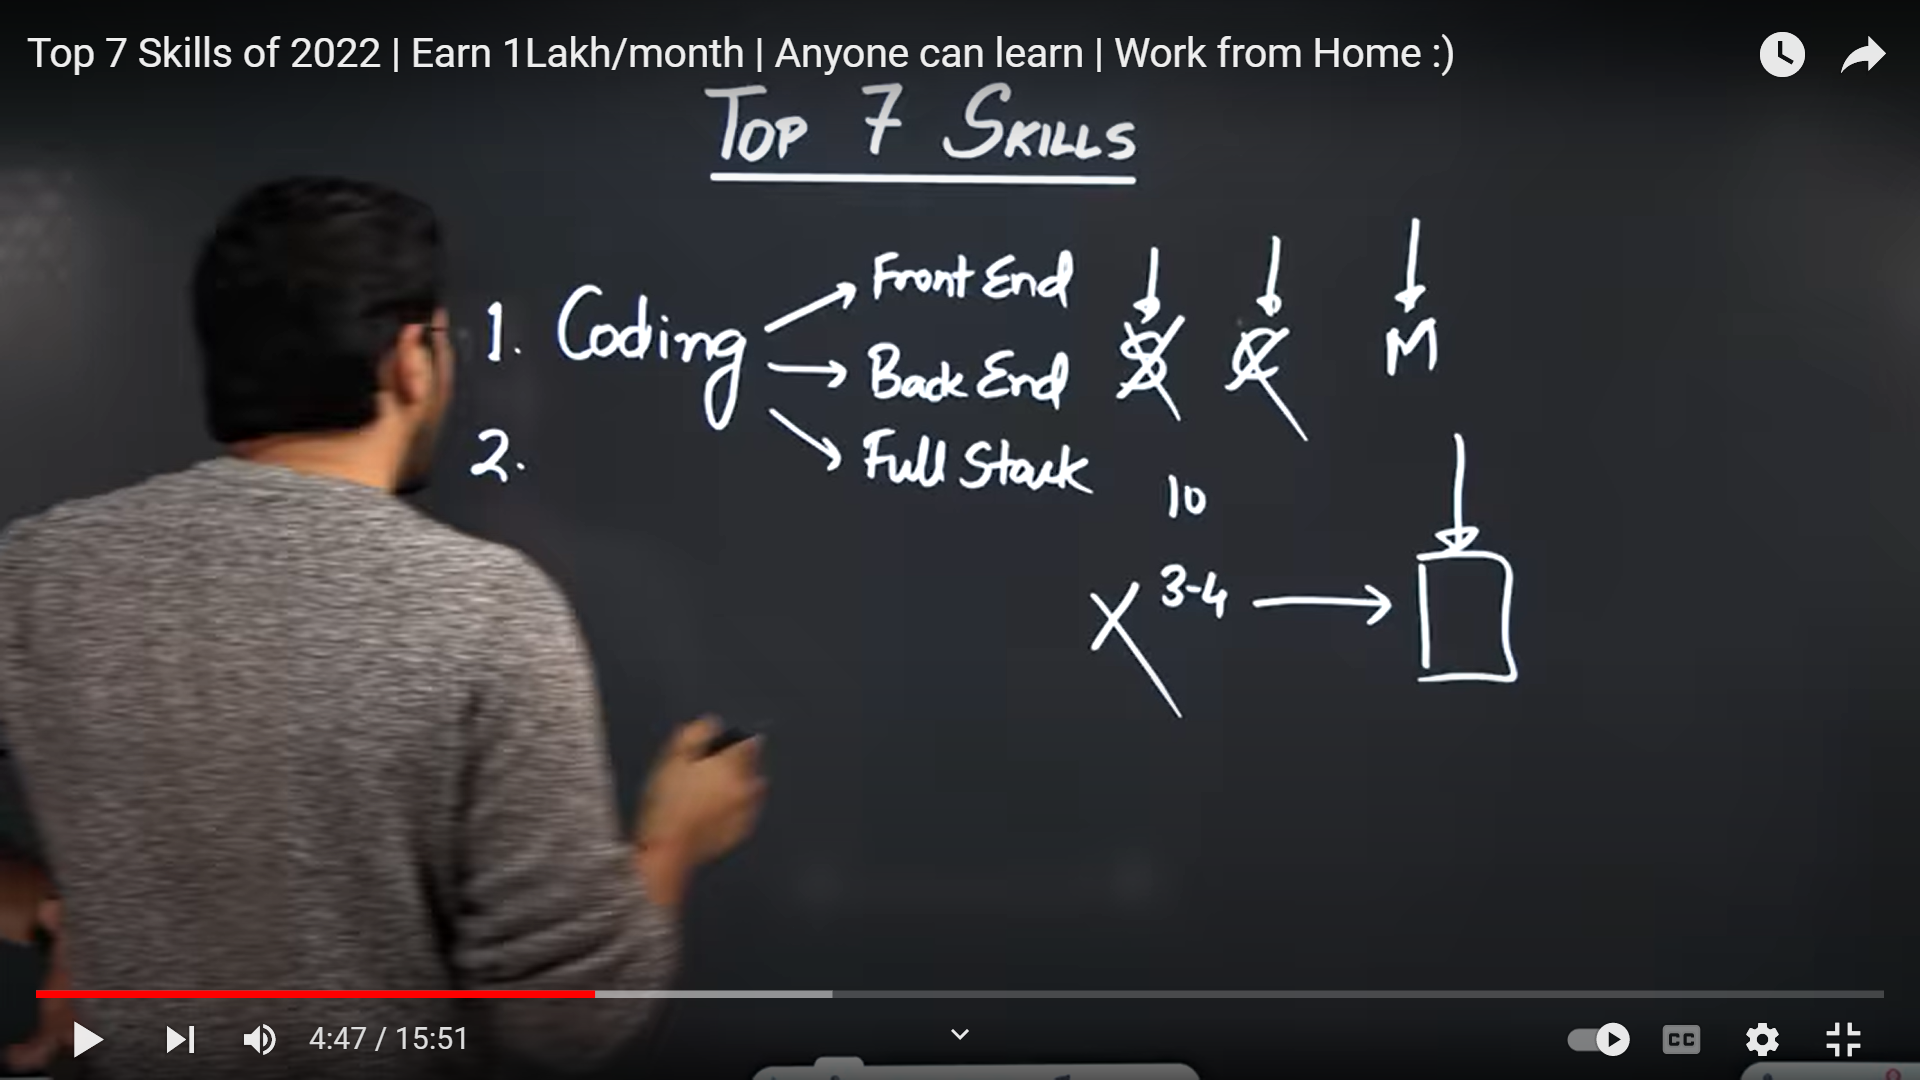 Top 7 Skills of 2022 | Earn 1Lakh/month | Anyone can learn | Work from Home :)
TOP 7 SKILLS
1. Coding
Front End
Back End
Full Stack
M
2.
10
X 3-4
4:47 / 15:51
CC